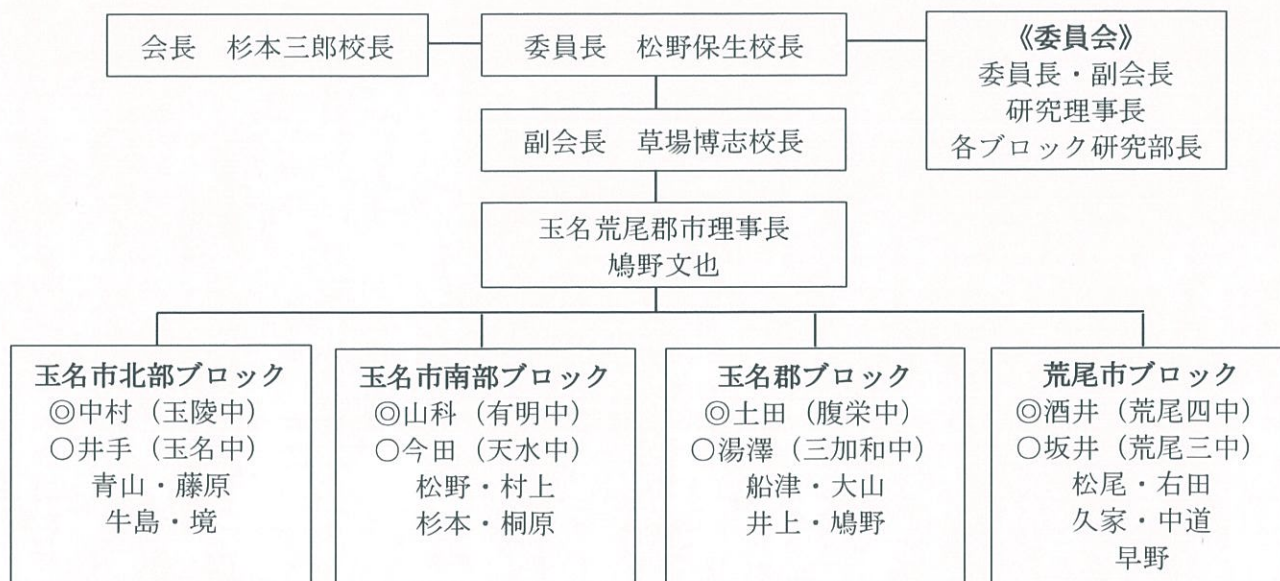 会長　杉本三郎校長
委員長　松野保生校長
《委員会》
委員長・副会長
研究理事長
各ブロック研究部長
副会長　草場博志校長
玉名荒尾郡市理事長
鳩野文也
玉名市北部ブロック
◎中村（玉陵中）
○井手（玉名中）
青山・藤原
牛島・境
玉名市南部ブロック
◎山科（有明中）
○今田（天水中）
松野・村上
杉本・桐原
玉名郡ブロック
◎土田（腹栄中）
○湯澤（三加和中）
船津・大山
井上・鳩野
荒尾市ブロック
◎酒井（荒尾四中）
○坂井（荒尾三中）
松尾・右田
久家・中道
早野